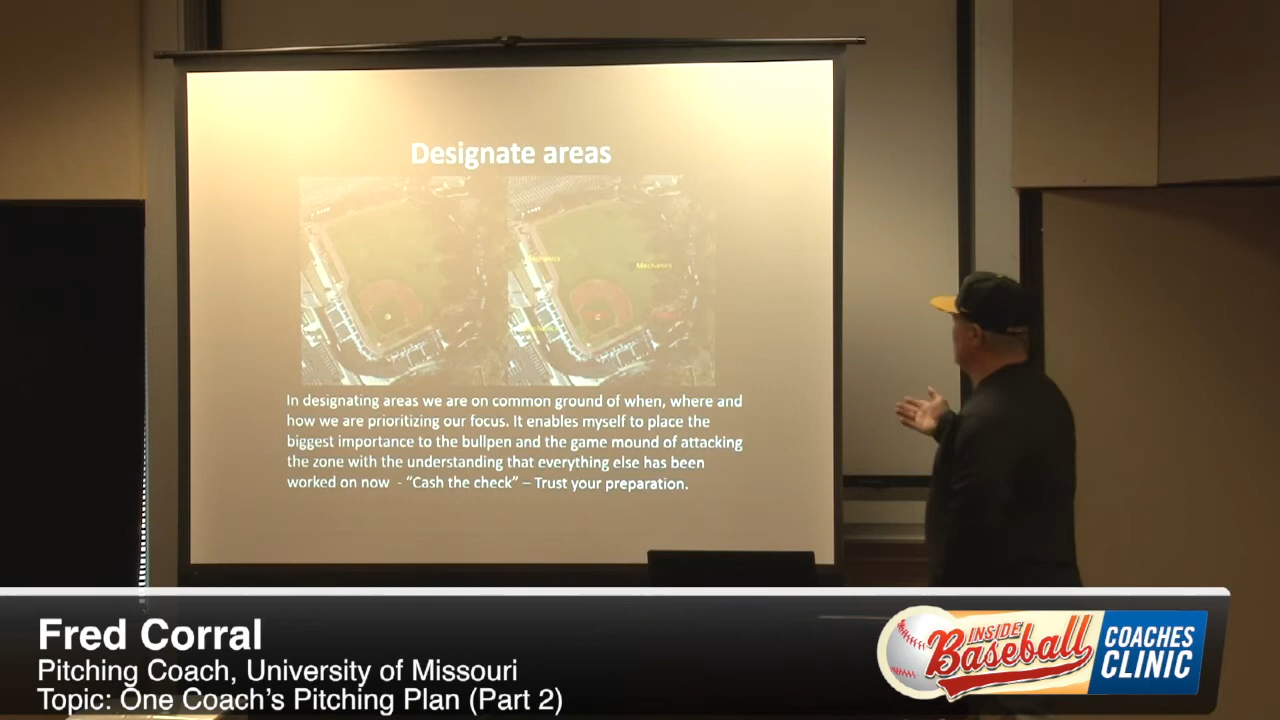 Designate areas
Mechanics
In designating areas we are on common ground of when, where and
how we are prioritizing our focus. It enables myself to place the
biggest importance to the bullpen and the game mound of attacking
the zone with the understanding that everything else has been
worked on now - "Cash the check" – Trust your preparation.
Fred Corral
Pitching Coach, University of Missouri
Topic: One Coach's Pitching Plan (Part 2)
INSIDE
Baseball
COACHES
CLINIC